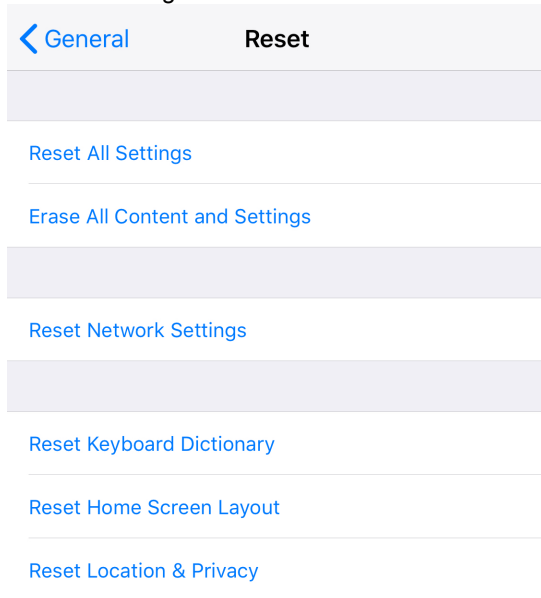 General Reset
Reset All Settings
Erase All Content and Settings
Reset Network Settings
Reset Keyboard Dictionary
Reset Home Screen Layout
Reset Location & Privacy